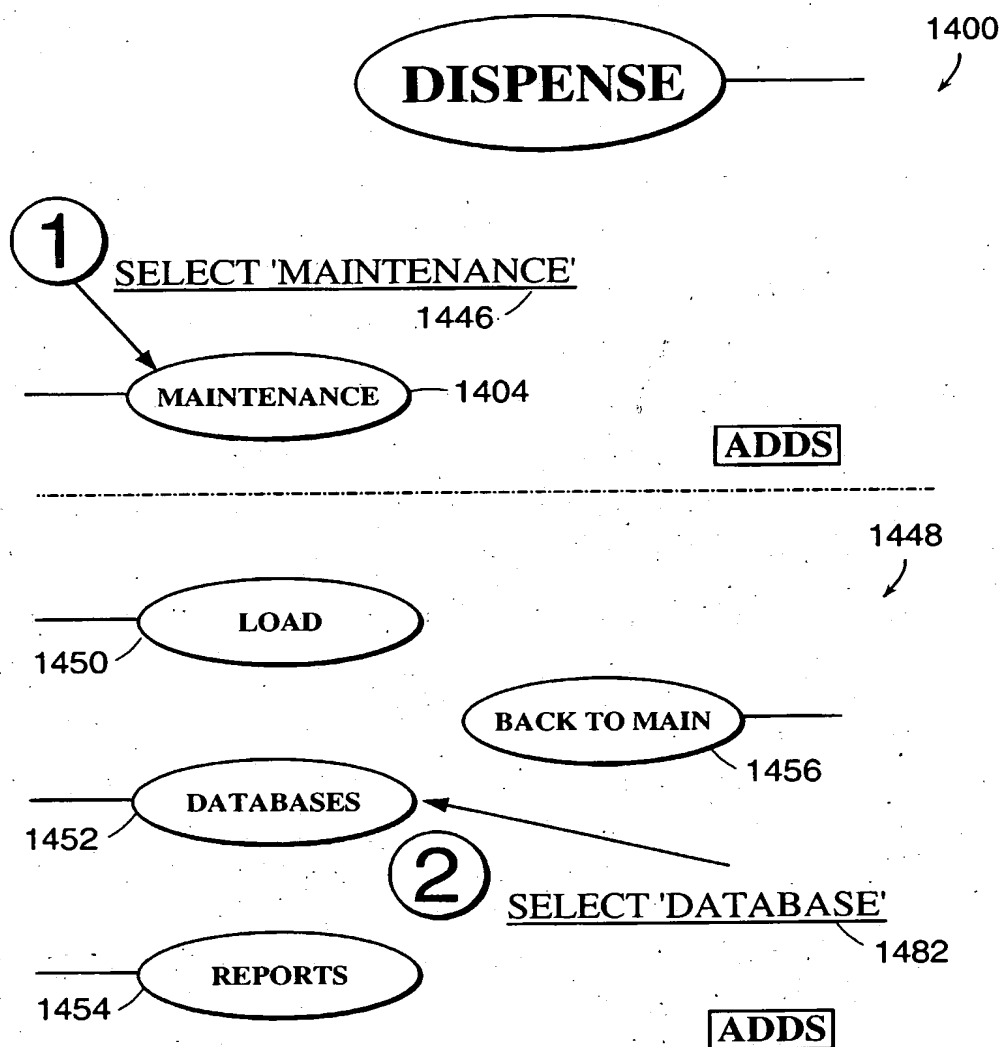 1400
DISPENSE
1
SELECT 'MAINTENANCE'
1446
MAINTENANCE
1404
ADDS
1448
LOAD
1450
BACK TO MAIN
1456
DATABASES
1452
2
SELECT 'DATABASE'
1482
REPORTS
1454
ADDS